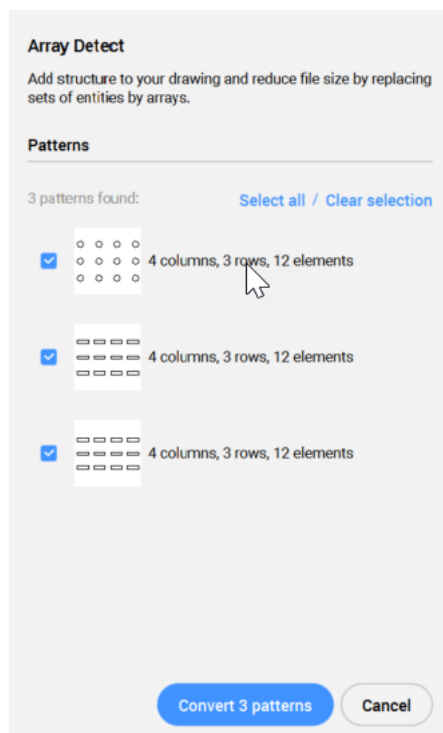 Array Detect
Add structure to your drawing and reduce file size by replacing
sets of entities by arrays.
Patterns
3 patterns found: Select all / Clear selection
4 columns, 3 rows, 12 elements
4 columns, 3 rows, 12 elements
4 columns, 3 rows, 12 elements
Convert 3 patterns Cancel